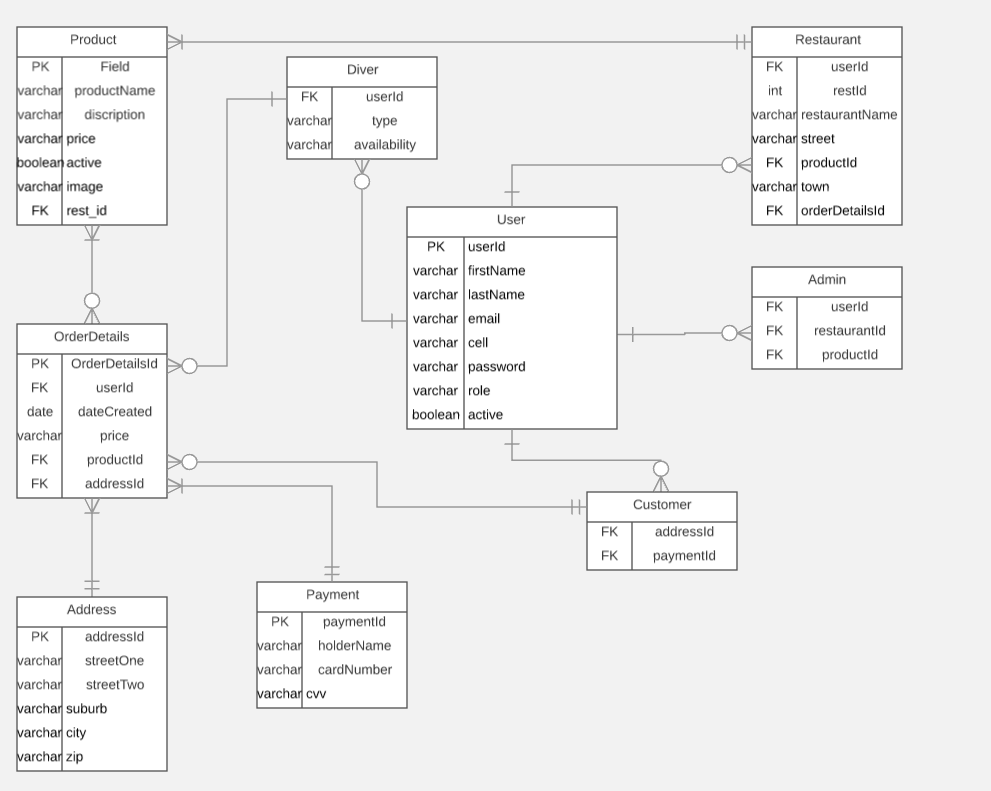 Product
PK Field
varchar productName
varchar discription
varchar price
boolean active
varchar image
FK rest_id
Diver
FK userId
varchar type
varchar availability
Restaurant
FK userId
int restId
varchar restaurantName
varchar street
FK productId
varchar town
FK orderDetailsId
User
PK userId
varchar firstName
varchar lastName
varchar email
varchar cell
varchar password
varchar role
boolean active
Admin
FK userId
FK restaurantId
FK productId
OrderDetails
PK OrderDetailsId
FK userId
date dateCreated
varchar price
FK productId
FK addressId
Customer
FK addressId
FK paymentId
Address
PK addressId
varchar streetOne
varchar streetTwo
varchar suburb
varchar city
varchar zip
Payment
PK paymentId
varchar holderName
varchar cardNumber
varchar cvv